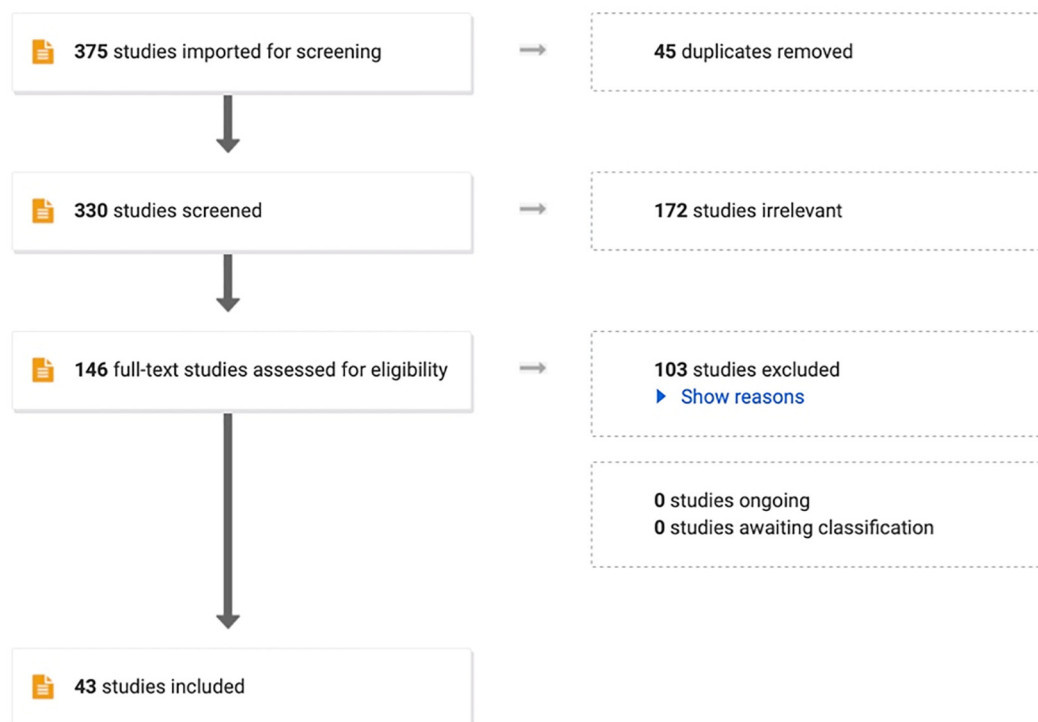 375 studies imported for screening
45 duplicates removed
330 studies screened
172 studies irrelevant
146 full-text studies assessed for eligibility
103 studies excluded
Show reasons
0 studies ongoing
0 studies awaiting classification
43 studies included